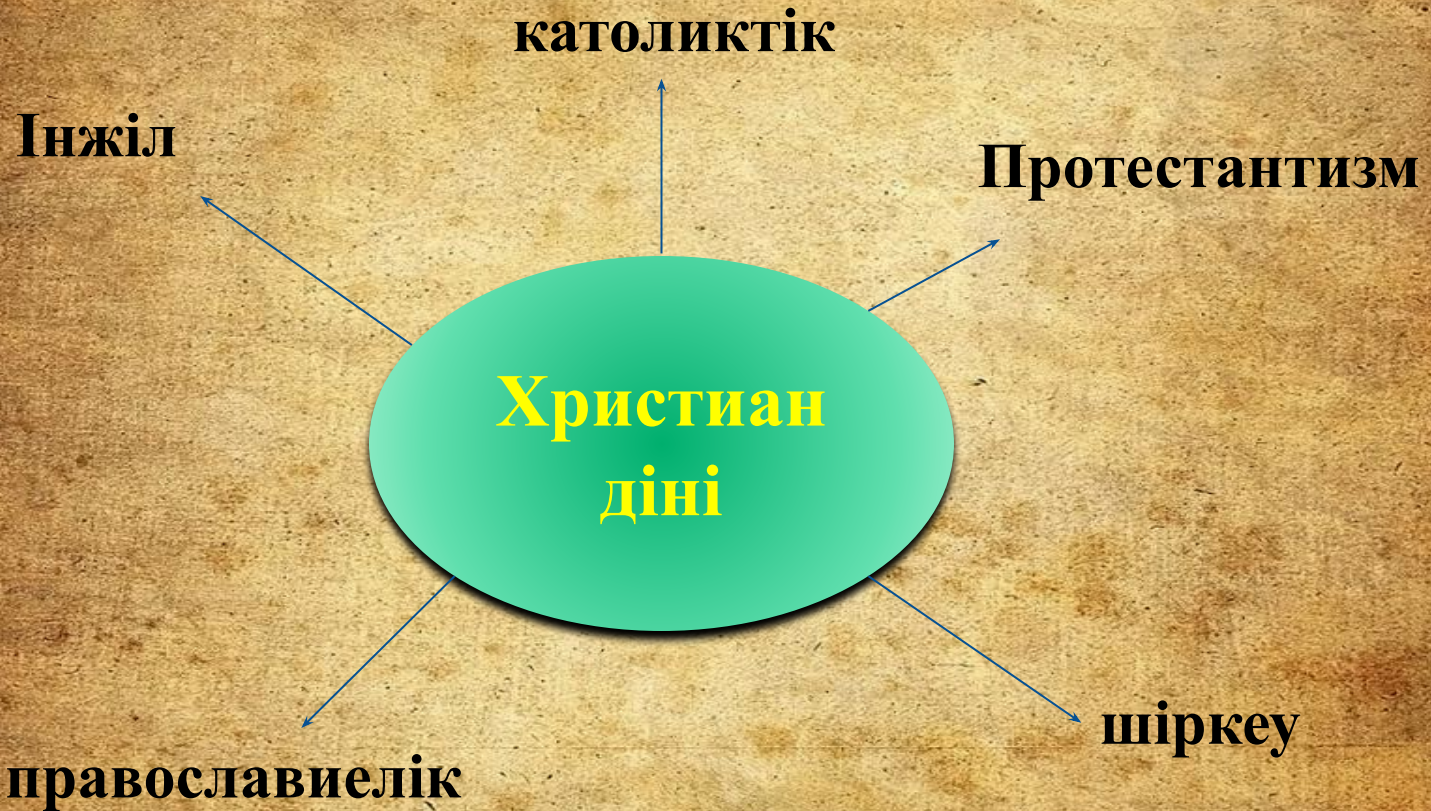 католиктік
Інжіл
Протестантизм
Христиан
діні
шіркеу
православиелік